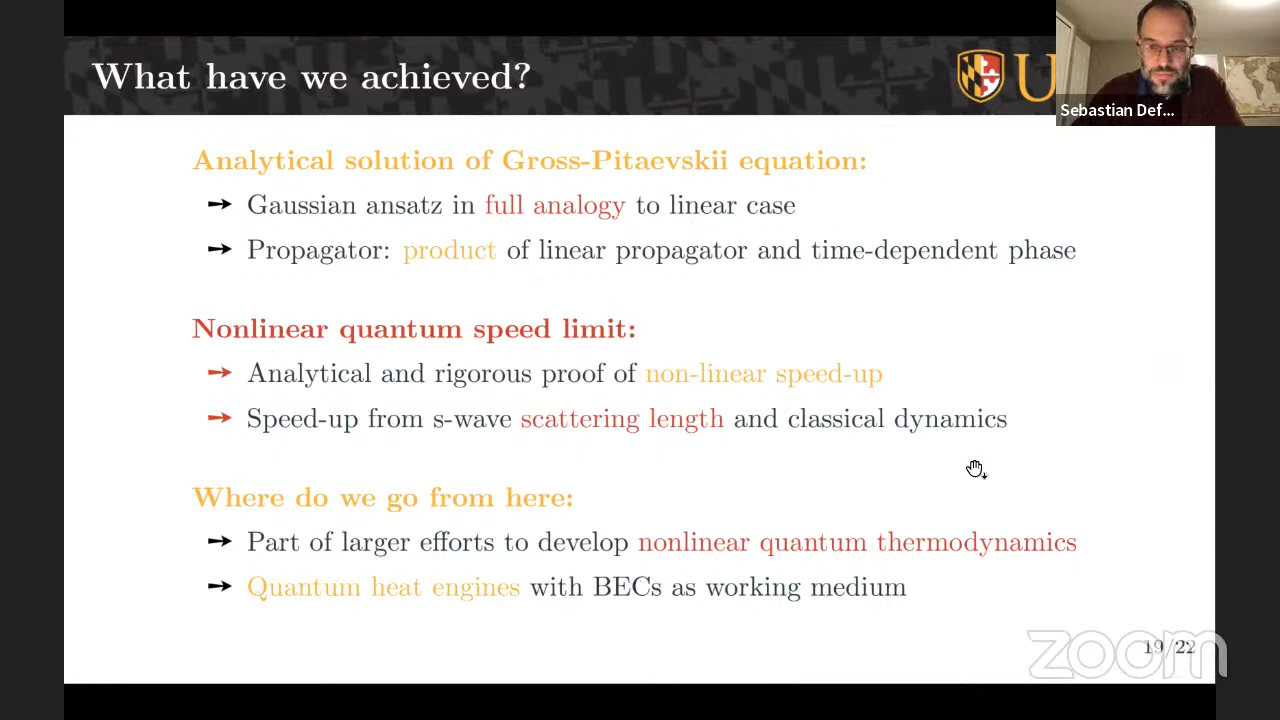 What have we achieved?
U
Sebastian Def...
Analytical solution of Gross-Pitaevskii equation:
➙ Gaussian ansatz in full analogy to linear case
➙ Propagator: product of linear propagator and time-dependent phase
Nonlinear quantum speed limit:
➙ Analytical and rigorous proof of non-linear speed-up
➙ Speed-up from s-wave scattering length and classical dynamics
Where do we go from here:
➙ Part of larger efforts to develop nonlinear quantum thermodynamics
➙ Quantum heat engines with BECs as working medium
19/22
zoom